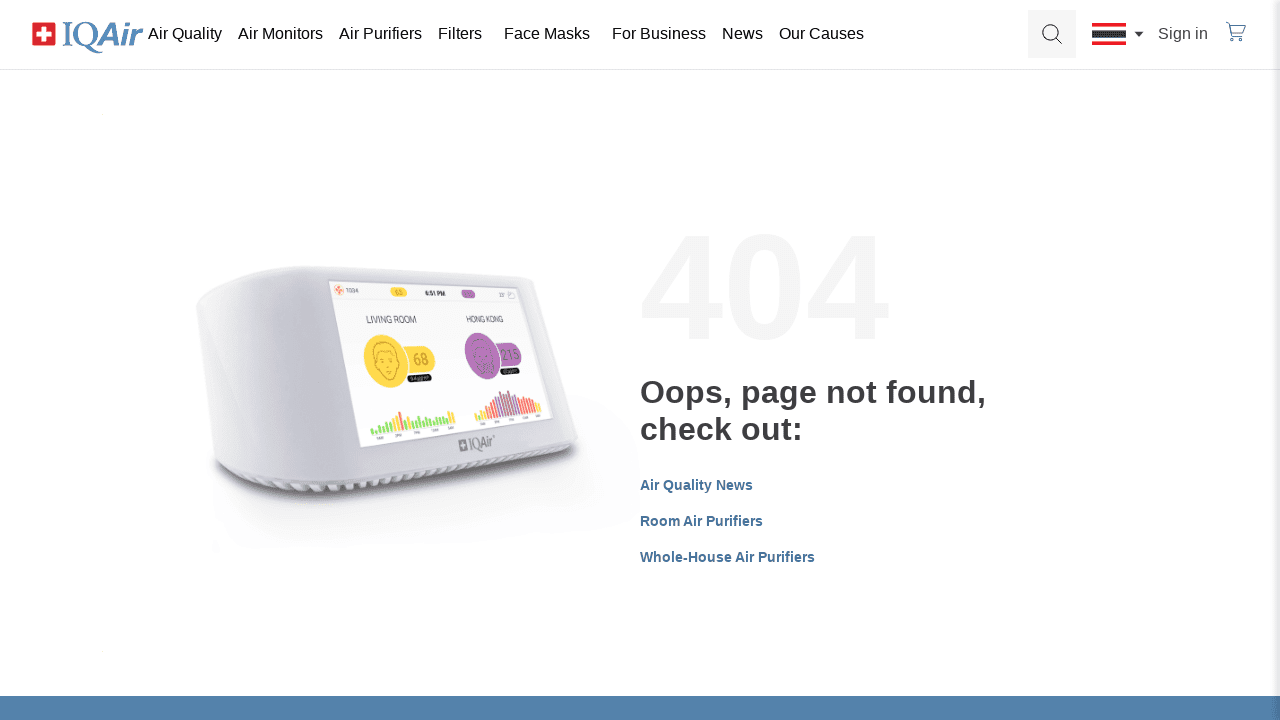 IQAir Air Quality Air Monitors Air Purifiers Filters Face Masks For Business News Our Causes Sign in
404
1004 6:51 PM
LIVING ROOM HONG KONG
68 215
IQAir
Oops, page not found,
check out:
Air Quality News
Room Air Purifiers
Whole-House Air Purifiers